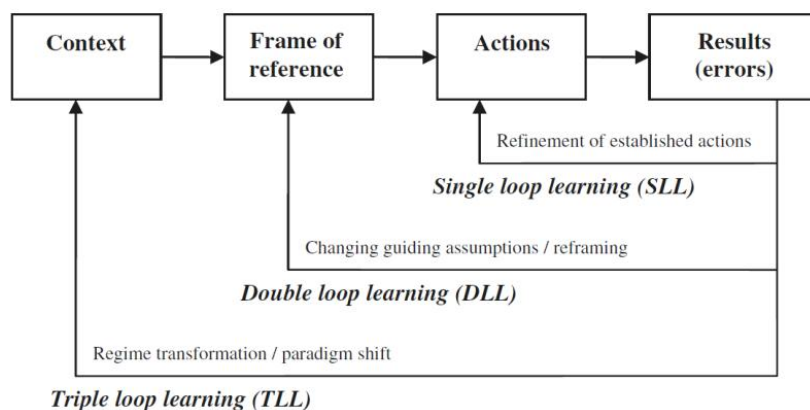 Context
Frame of
reference
Actions
Results
(errors)
Refinement of established actions
Single loop learning (SLL)
Changing guiding assumptions / reframing
Double loop learning (DLL)
Regime transformation / paradigm shift
Triple loop learning (TLL)